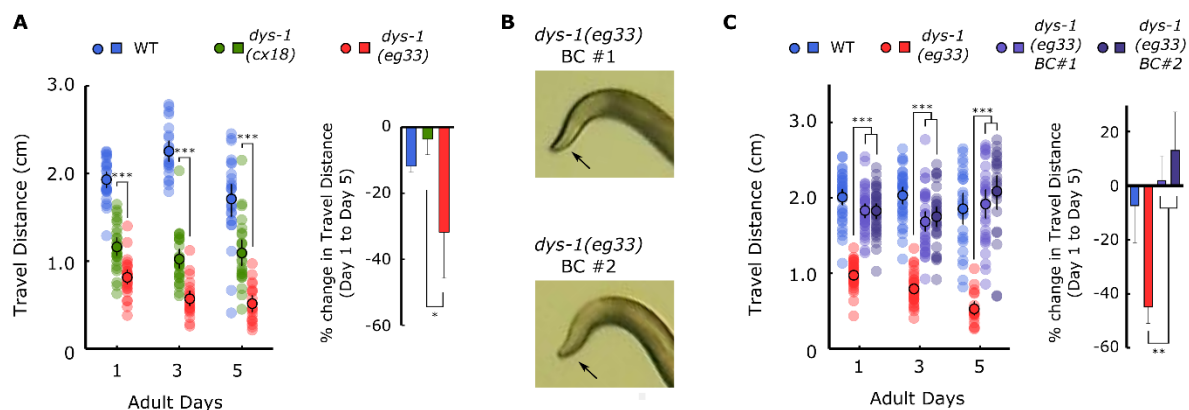 A
WT
dys-1
(cx18)
dys-1
(eg33)
Travel Distance (cm)
3.0
2.0
1.0
0
***
***
***
1
3
5
Adult Days
% change in Travel Distance
(Day 1 to Day 5)
0
-20
-40
-60
*
B
dys-1(eg33)
BC #1
dys-1(eg33)
BC #2
C
WT
dys-1
(eg33)
dys-1
(eg33)
BC#1
dys-1
(eg33)
BC#2
Travel Distance (cm)
3.0
2.0
1.0
0
***
***
***
1
3
5
Adult Days
% change in Travel Distance
(Day 1 to Day 5)
20
0
-20
-40
-60
**